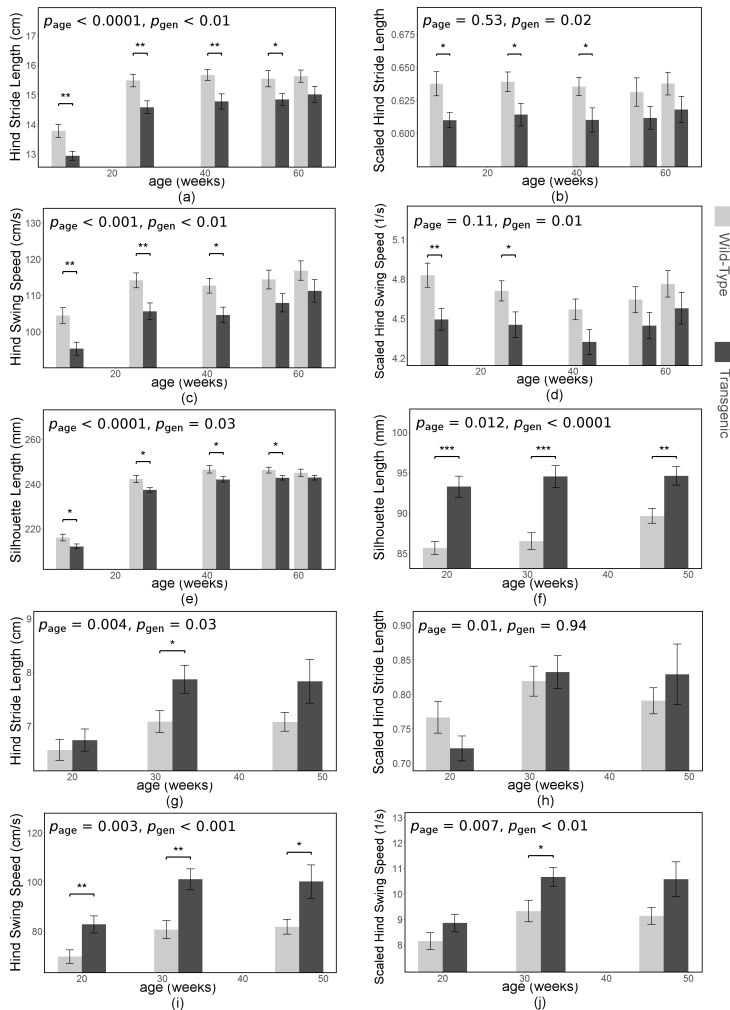 p_age < 0.0001, p_gen < 0.01
**
**
**
*
17
16
15
14
13
Hind Stride Length (cm)
20
40
60
age (weeks)
(a)
p_age = 0.53, p_gen = 0.02
*
*
*
0.675
0.650
0.625
0.600
Scaled Hind Stride Length
20
40
60
age (weeks)
(b)
p_age < 0.001, p_gen < 0.01
**
**
*
130
120
110
100
Hind Swing Speed (cm/s)
20
40
60
age (weeks)
(c)
p_age = 0.11, p_gen = 0.01
**
*
5.1
4.8
4.5
4.2
Scaled Hind Swing Speed (1/s)
20
40
60
age (weeks)
(d)
Wild-Type
Transgenic
p_age < 0.0001, p_gen = 0.03
*
*
*
*
260
240
220
Silhouette Length (mm)
20
40
60
age (weeks)
(e)
p_age = 0.012, p_gen < 0.0001
***
***
**
100
95
90
85
Silhouette Length (mm)
20
30
40
50
age (weeks)
(f)
p_age = 0.004, p_gen = 0.03
*
9
8
7
Hind Stride Length (cm)
20
30
40
50
age (weeks)
(g)
p_age = 0.01, p_gen = 0.94
0.90
0.85
0.80
0.75
0.70
Scaled Hind Stride Length
20
30
40
50
age (weeks)
(h)
p_age = 0.003, p_gen < 0.001
**
**
*
120
100
80
Hind Swing Speed (cm/s)
20
30
40
50
age (weeks)
(i)
p_age = 0.007, p_gen < 0.01
*
13
12
11
10
9
8
Scaled Hind Swing Speed (1/s)
20
30
40
50
age (weeks)
(j)